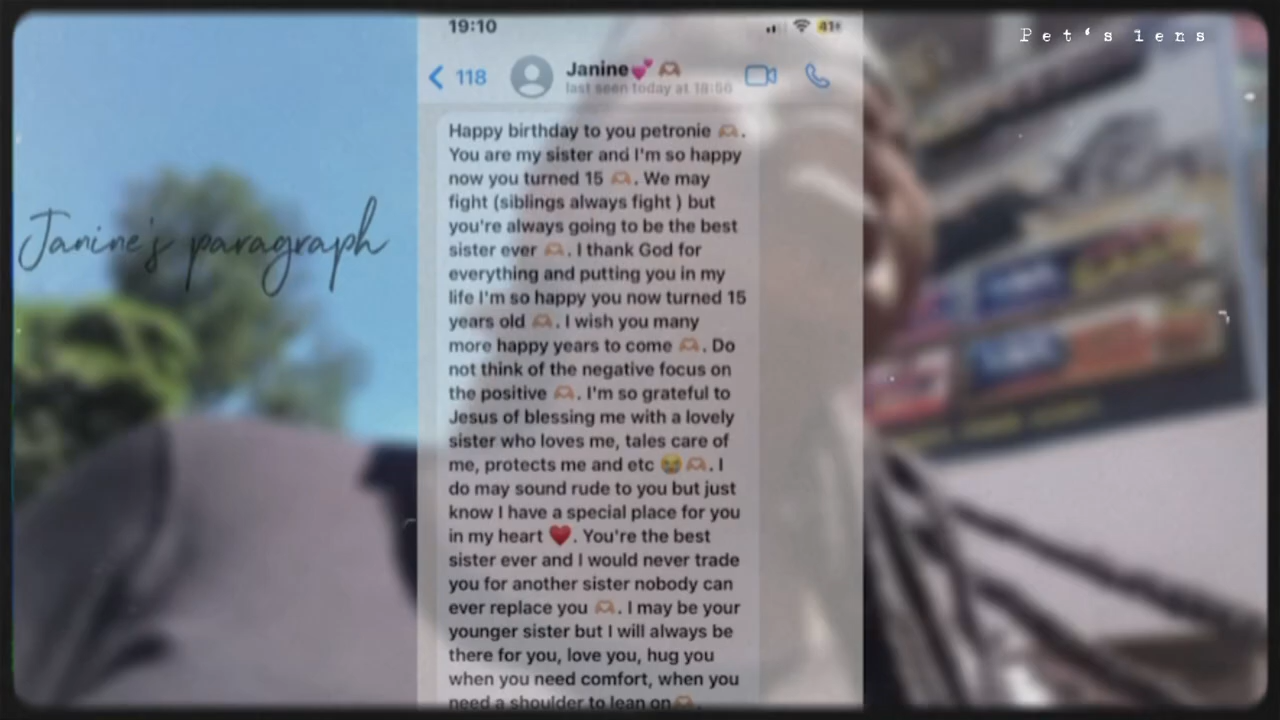 Pet's lens
19:10
41
118
Janine💕 🫶🏼
last seen today at 18:56
Janine's paragraph
Happy birthday to you petronie 🫶🏼.
You are my sister and I'm so happy
now you turned 15 🫶🏼. We may
fight (siblings always fight ) but
you're always going to be the best
sister ever 🫶🏼. I thank God for
everything and putting you in my
life I'm so happy you now turned 15
years old 🫶🏼. I wish you many
more happy years to come 🫶🏼. Do
not think of the negative focus on
the positive 🫶🏼. I'm so grateful to
Jesus of blessing me with a lovely
sister who loves me, tales care of
me, protects me and etc 😭🫶🏼. I
do may sound rude to you but just
know I have a special place for you
in my heart ❤️. You're the best
sister ever and I would never trade
you for another sister nobody can
ever replace you 🫶🏼. I may be your
younger sister but I will always be
there for you, love you, hug you
when you need comfort, when you
need a shoulder to lean on🫶🏼.